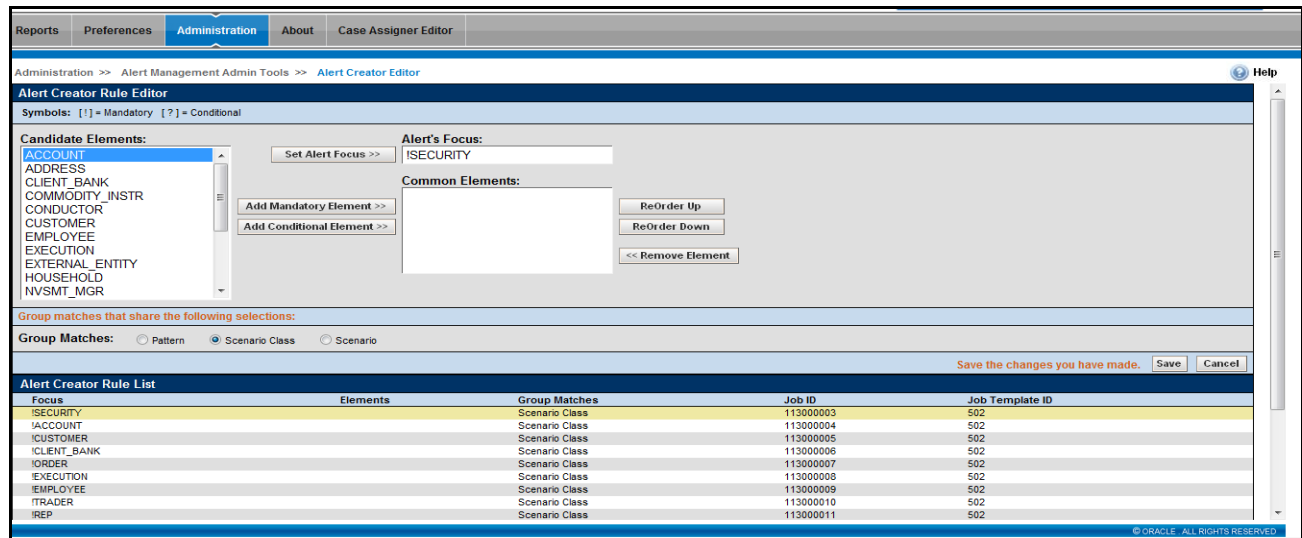 Reports Preferences Administration About Case Assigner Editor
Administration >> Alert Management Admin Tools >> Alert Creator Editor
Help
Alert Creator Rule Editor
Symbols: [!] = Mandatory [?] = Conditional
Candidate Elements:
ACCOUNT
ADDRESS
CLIENT_BANK
COMMODITY_INSTR
CONDUCTOR
CUSTOMER
EMPLOYEE
EXECUTION
EXTERNAL_ENTITY
HOUSEHOLD
NVSMT_MGR
Set Alert Focus >>
Add Mandatory Element >>
Add Conditional Element >>
Alert's Focus:
!SECURITY
Common Elements:
ReOrder Up
ReOrder Down
<< Remove Element
Group matches that share the following selections:
Group Matches: Pattern Scenario Class Scenario
Save the changes you have made. Save Cancel
Alert Creator Rule List
Focus Elements Group Matches Job ID Job Template ID
!SECURITY Scenario Class 113000003 502
!ACCOUNT Scenario Class 113000004 502
!CUSTOMER Scenario Class 113000005 502
!CLIENT_BANK Scenario Class 113000006 502
!ORDER Scenario Class 113000007 502
!EXECUTION Scenario Class 113000008 502
!EMPLOYEE Scenario Class 113000009 502
!TRADER Scenario Class 113000010 502
!REP Scenario Class 113000011 502
© ORACLE . ALL RIGHTS RESERVED